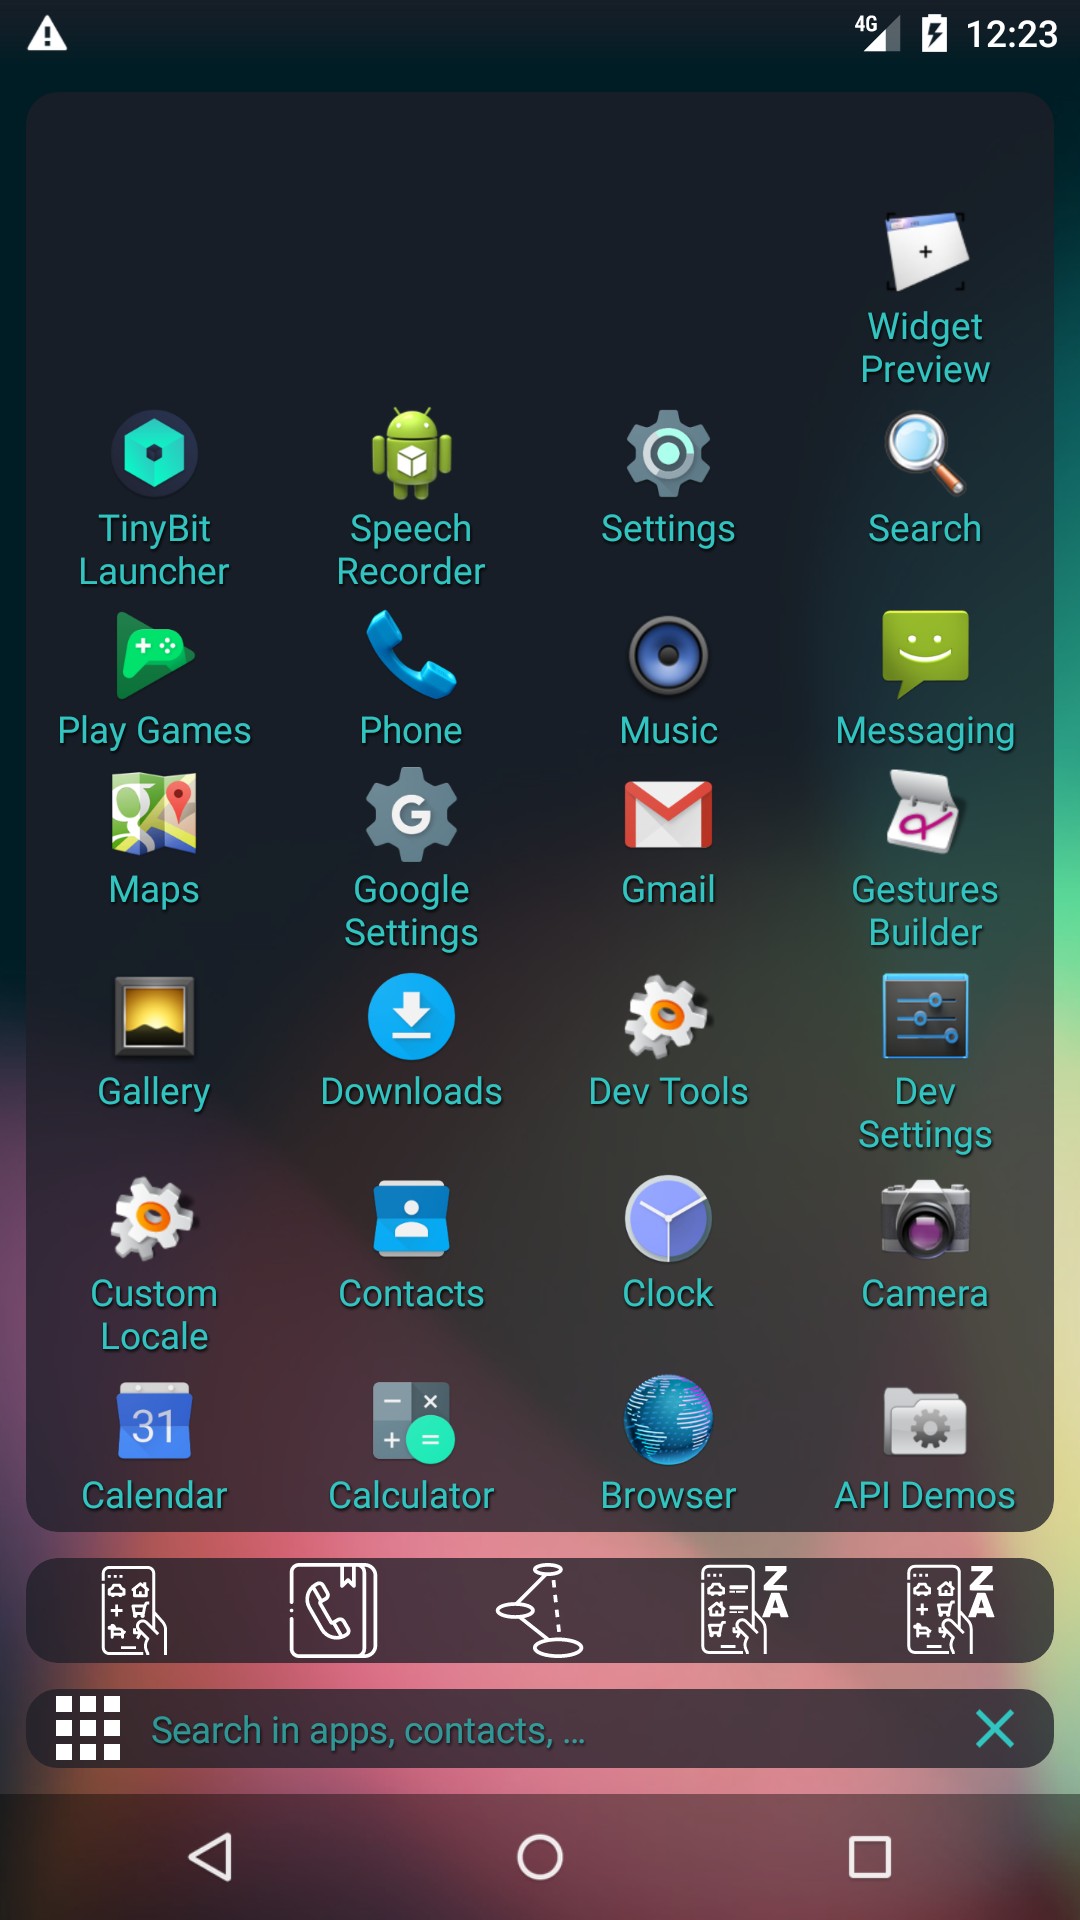 4G 12:23
Widget
Preview
TinyBit
Launcher
Speech
Recorder
Settings
Search
Play Games
Phone
Music
Messaging
Maps
Google
Settings
Gmail
Gestures
Builder
Gallery
Downloads
Dev Tools
Dev
Settings
Custom
Locale
Contacts
Clock
Camera
31
Calendar
Calculator
Browser
API Demos
Z
A
Z
A
Search in apps, contacts, ...